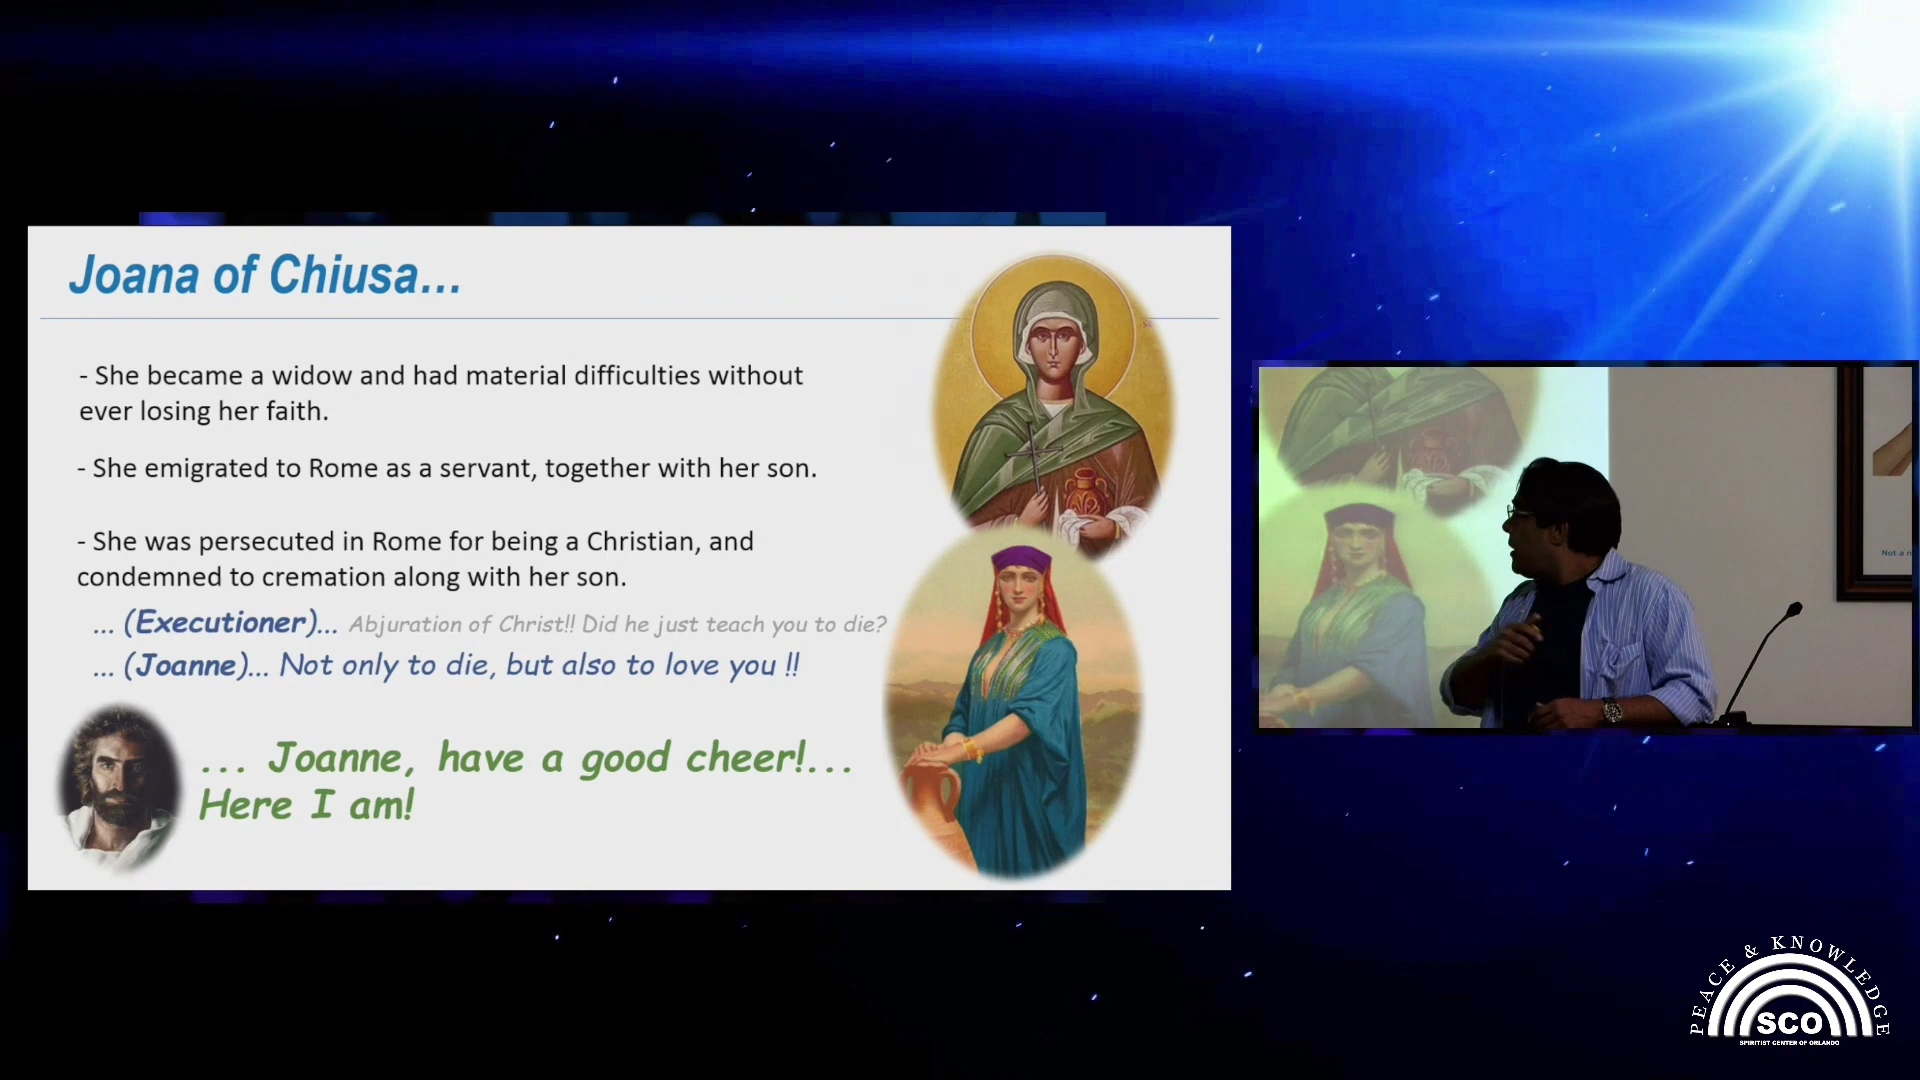 Joana of Chiusa...
- She became a widow and had material difficulties without
ever losing her faith.
- She emigrated to Rome as a servant, together with her son.
- She was persecuted in Rome for being a Christian, and
condemned to cremation along with her son.
... (Executioner)... Abjuration of Christ!! Did he just teach you to die?
... (Joanne)... Not only to die, but also to love you !!
... Joanne, have a good cheer!...
Here I am!
Not a n
PEACE & KNOWLEDGE
SCO
SPIRITIST CENTER OF ORLANDO